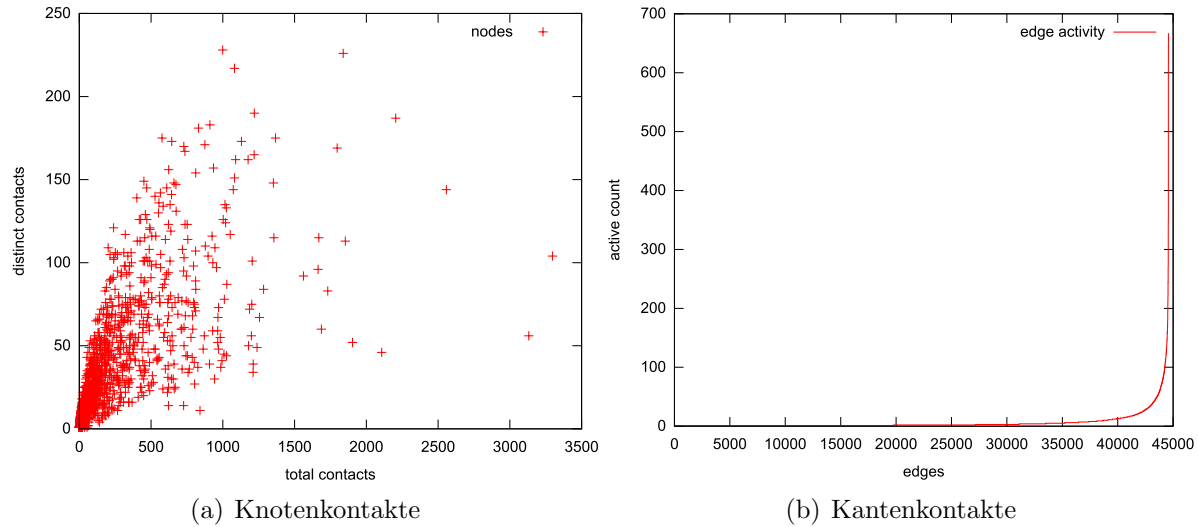 250
200
150
100
50
0
distinct contacts
nodes
0 500 1000 1500 2000 2500 3000 3500
total contacts
(a) Knotenkontakte
700
600
500
400
300
200
100
0
active count
edge activity
0 5000 10000 15000 20000 25000 30000 35000 40000 45000
edges
(b) Kantenkontakte